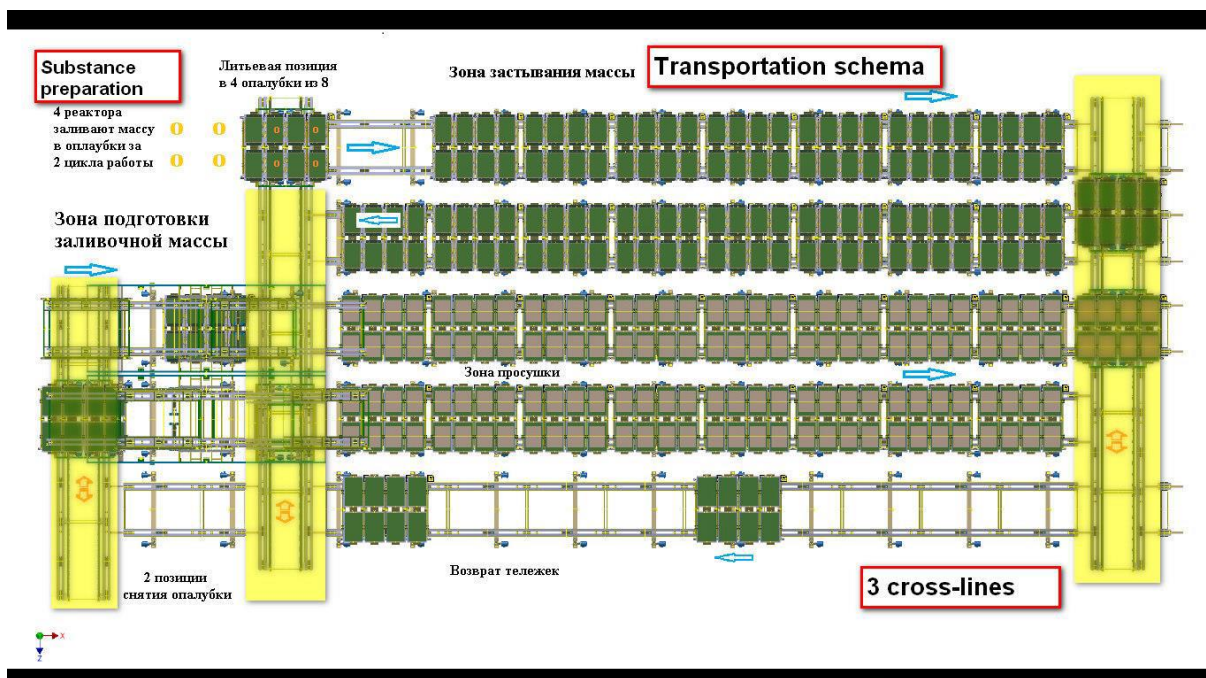 Substance
preparation
Литьевая позиция
в 4 опалубки из 8
Зона застывания массы
Transportation schema
4 реактора
заливают массу
в оплаубки за
2 цикла работы
Зона подготовки
заливочной массы
Зона просушки
2 позиции
снятия опалубки
Возврат тележек
3 cross-lines
X
Z